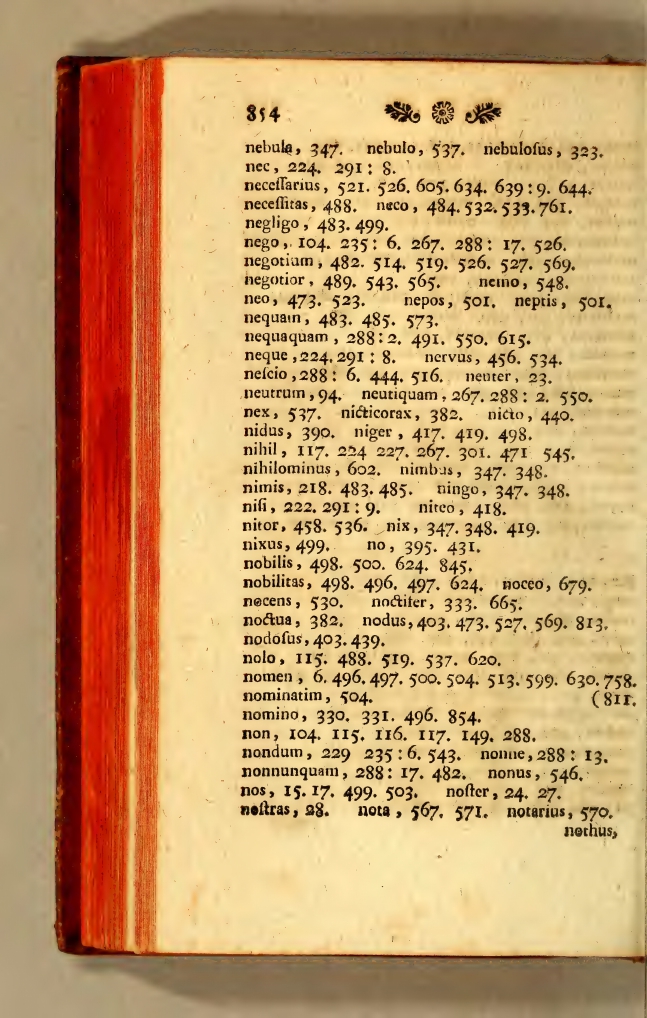 854
nebula, 347. nebulo, 537. nebuloſus, 323.
nec, 224. 291: 8.
neceſſarius, 521. 526. 605. 634. 639: 9. 644.
neceſſitas, 488. neco, 484. 532. 533. 761.
negligo, 483. 499.
nego, 104. 235: 6. 267. 288: 17. 526.
negotium, 482. 514. 519. 526. 527. 569.
negotior, 489. 543. 565. nemo, 548.
neo, 473. 523. nepos, 501. neptis, 501.
nequam, 483. 485. 573.
nequaquam, 288: 2. 491. 550. 615.
neque, 224. 291: 8. nervus, 456. 534.
neſcio, 288: 6. 444. 516. neuter, 23.
neutrum, 94. neutiquam, 267. 288: 2. 550.
nex, 537. nicticorax, 382. nicto, 440.
nidus, 390. niger, 417. 419. 498.
nihil, 117. 224 227. 267. 301. 471 545.
nihilominus, 602. nimbus, 347. 348.
nimis, 218. 483. 485. ningo, 347. 348.
niſi, 222. 291: 9. niteo, 418.
nitor, 458. 536. nix, 347. 348. 419.
nixus, 499. no, 395. 431.
nobilis, 498. 500. 624. 845.
nobilitas, 498. 496. 497. 624. noceo, 679.
nocens, 530. noctifer, 333. 665.
noctua, 382. nodus, 403. 473. 527. 569. 813.
nodoſus, 403. 439.
nolo, 115. 488. 519. 537. 620.
nomen, 6. 496. 497. 500. 504. 513. 599. 630. 758.
nominatim, 504. (811.
nomino, 330. 331. 496. 854.
non, 104. 115. 116. 117. 149. 288.
nondum, 229 235: 6. 543. nonne, 288: 13.
nonnunquam, 288: 17. 482. nonus, 546.
nos, 15. 17. 499. 503. noſter, 24. 27.
noſtras, 28. nota, 567. 571. notarius, 570.
nothus,